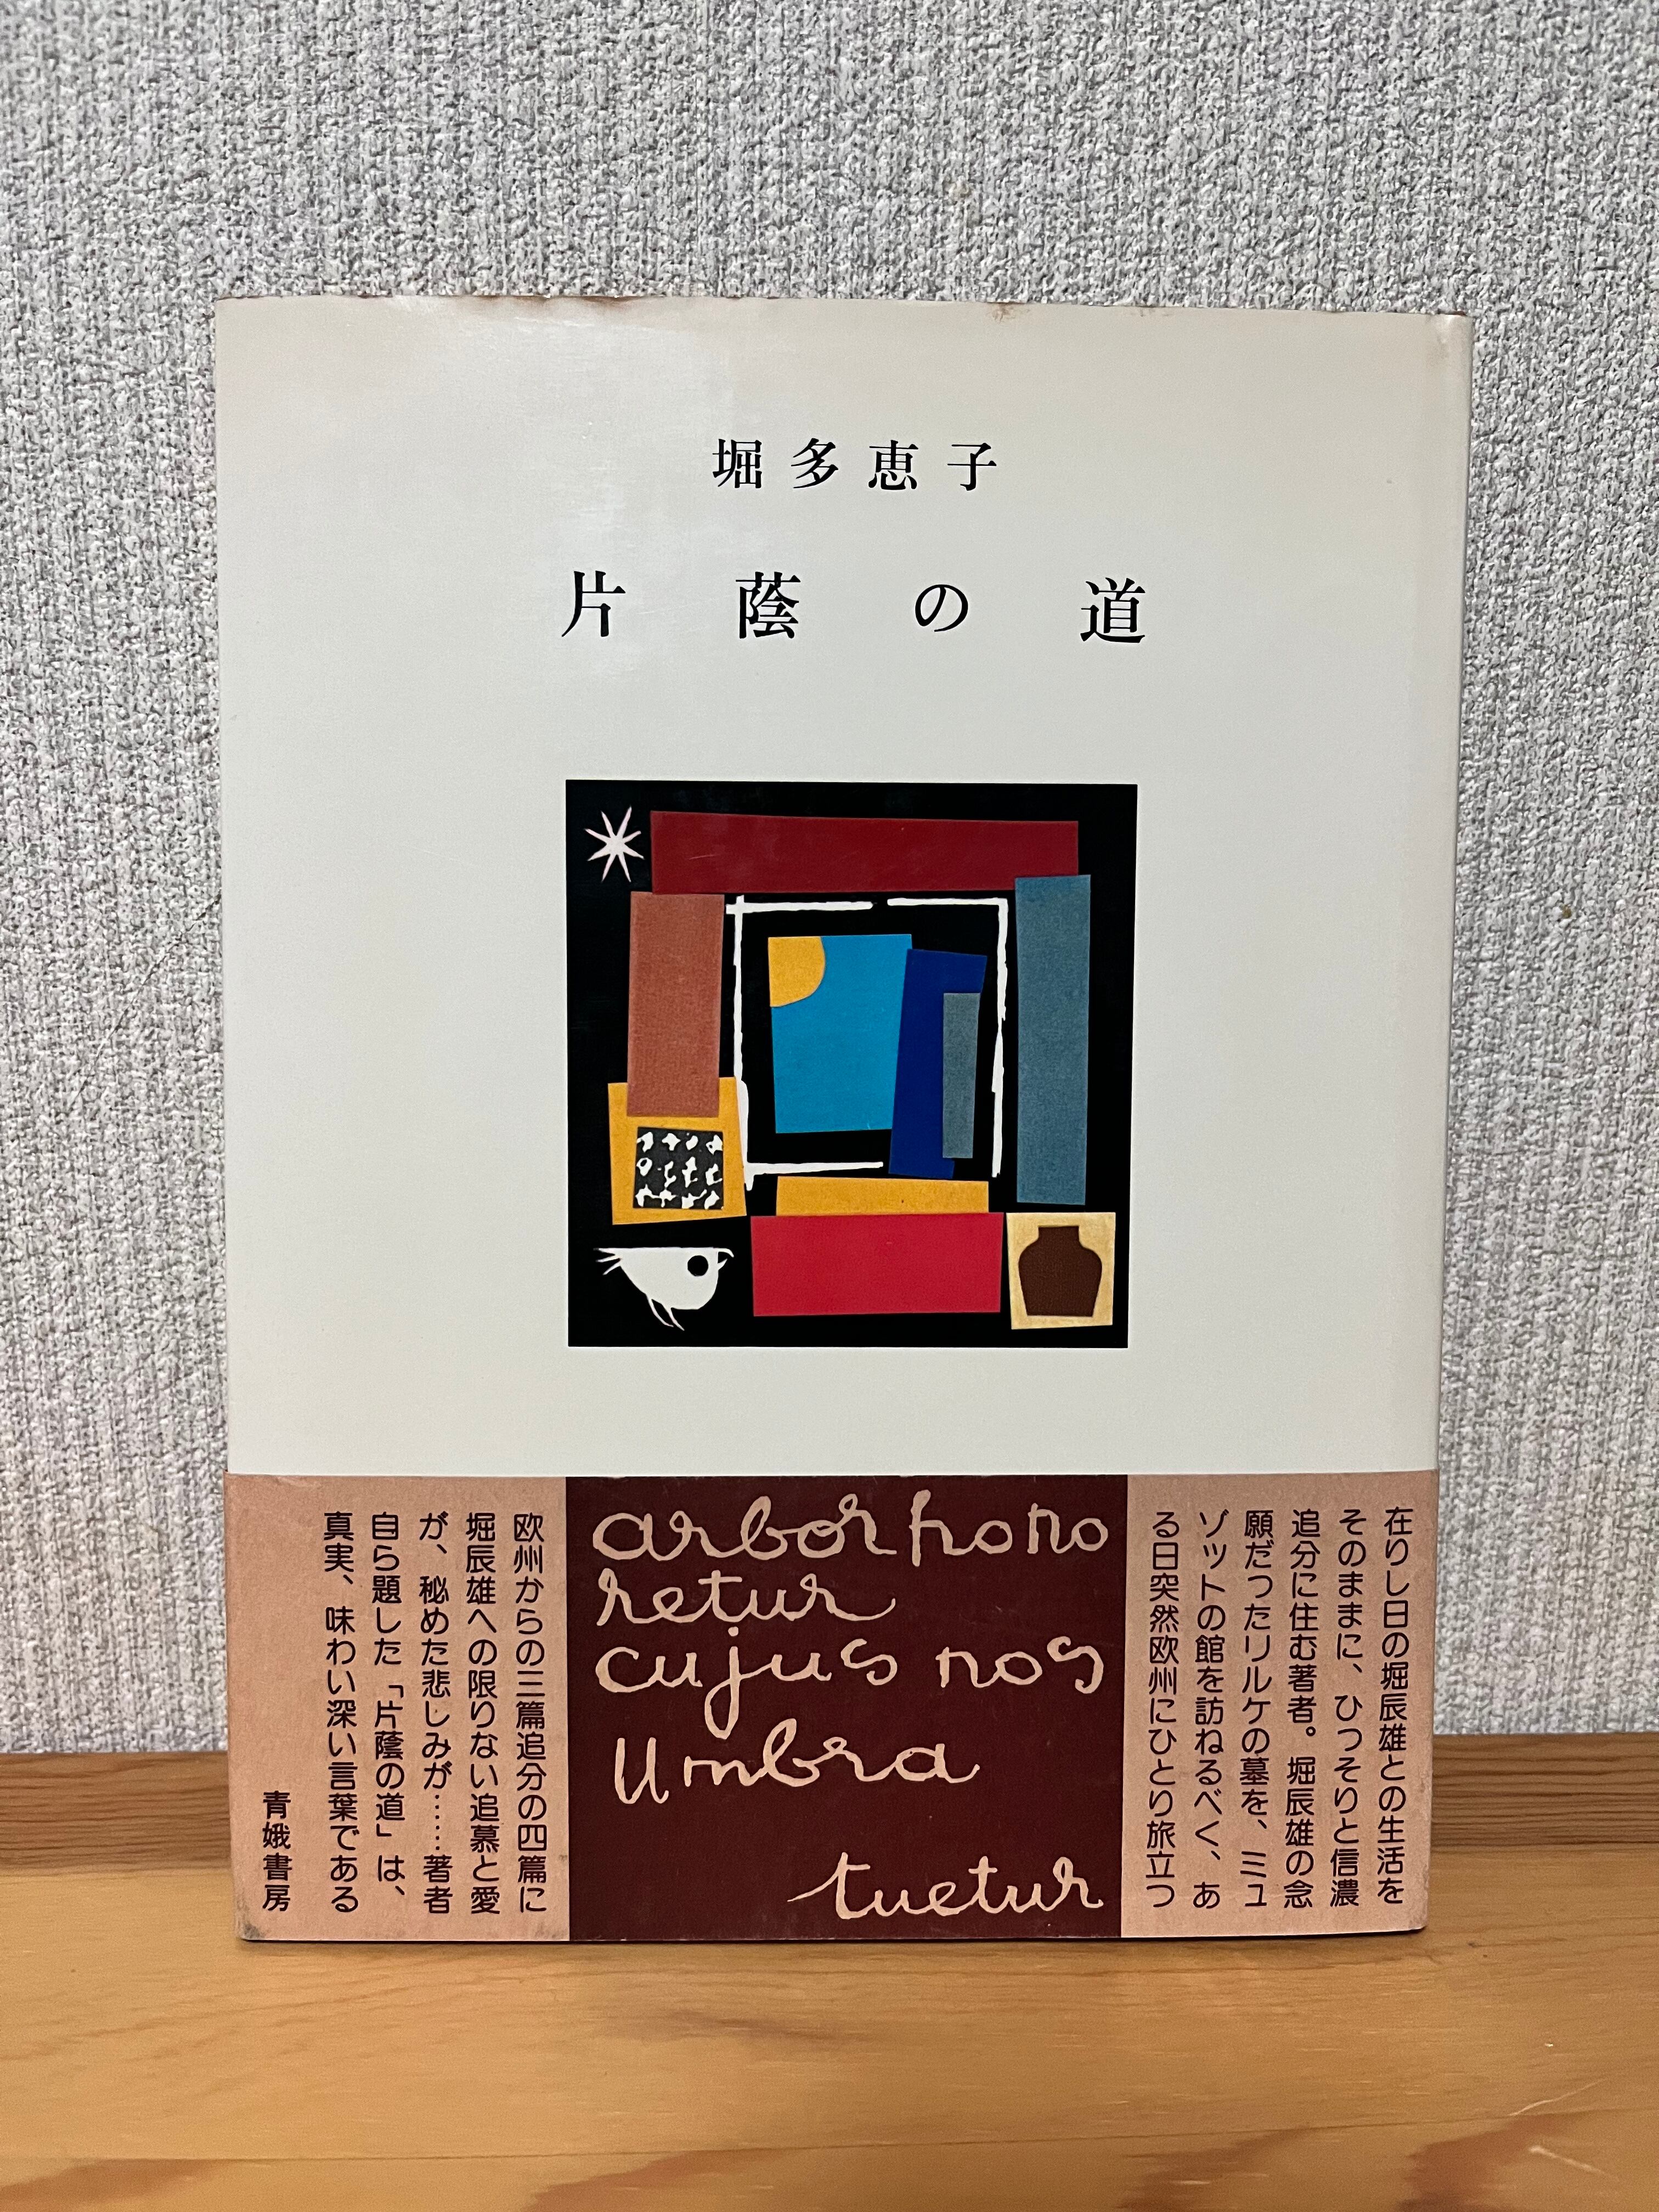 堀多恵子
片蔭の道
在りし日の堀辰雄との生活を
そのままに、ひっそりと信濃
追分に住む著者。堀辰雄の念
願だったリルケの墓を、ミュ
ゾットの館を訪ねるべく、あ
る日突然欧州にひとり旅立つ
arbor hono
retur
cujus nos
umbra
tuetur
欧州からの三篇追分の四篇に
堀辰雄への限りない追慕と愛
が、秘めた悲しみが……著者
自ら題した「片蔭の道」は、
真実、味わい深い言葉である
青娥書房